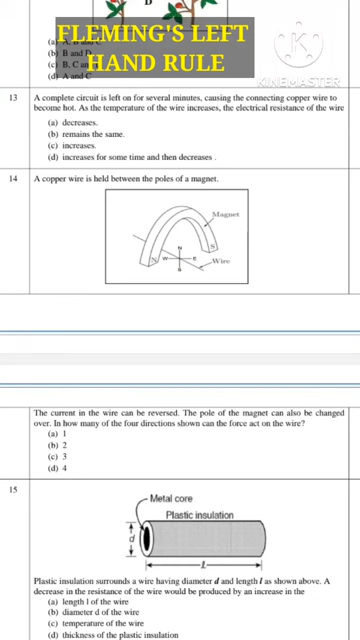 D
FLEMING'S LEFT
HAND RULE
KINEMASTER
(a) A, B and C
(b) B and D
(c) B, C an
(d) A and C
13 A complete circuit is left on for several minutes, causing the connecting copper wire to
become hot. As the temperature of the wire increases, the electrical resistance of the wire
(a) decreases.
(b) remains the same.
(c) increases.
(d) increases for some time and then decreases .
14 A copper wire is held between the poles of a magnet.
Magnet
N
S
N
W E
S
Wire
The current in the wire can be reversed. The pole of the magnet can also be changed
over. In how many of the four directions shown can the force act on the wire?
(a) 1
(b) 2
(c) 3
(d) 4
15
Metal core
Plastic insulation
d
ℓ
Plastic insulation surrounds a wire having diameter d and length l as shown above. A
decrease in the resistance of the wire would be produced by an increase in the
(a) length l of the wire
(b) diameter d of the wire
(c) temperature of the wire
(d) thickness of the plastic insulation